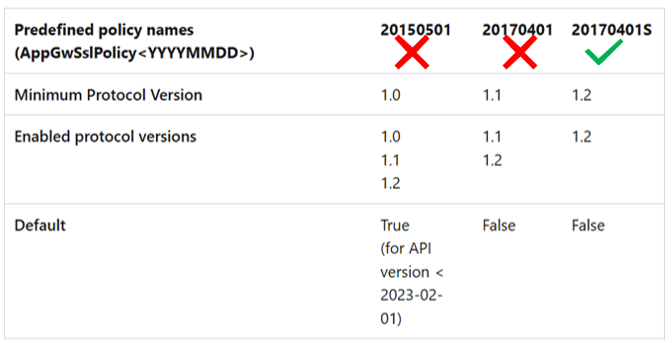 Predefined policy names 20150501 20170401 20170401S
(AppGwSslPolicy<YYYYMMDD>)
Minimum Protocol Version 1.0 1.1 1.2
Enabled protocol versions 1.0 1.1 1.2
1.1 1.2
1.2
Default True False False
(for API
version <
2023-02-
01)